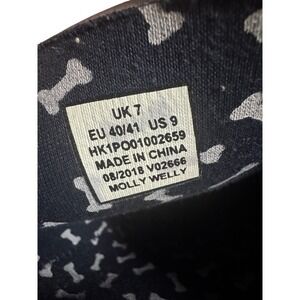 UK 7
EU 40/41 US 9
HK1PO01002659
MADE IN CHINA
08/2018 V02666
MOLLY WELLY